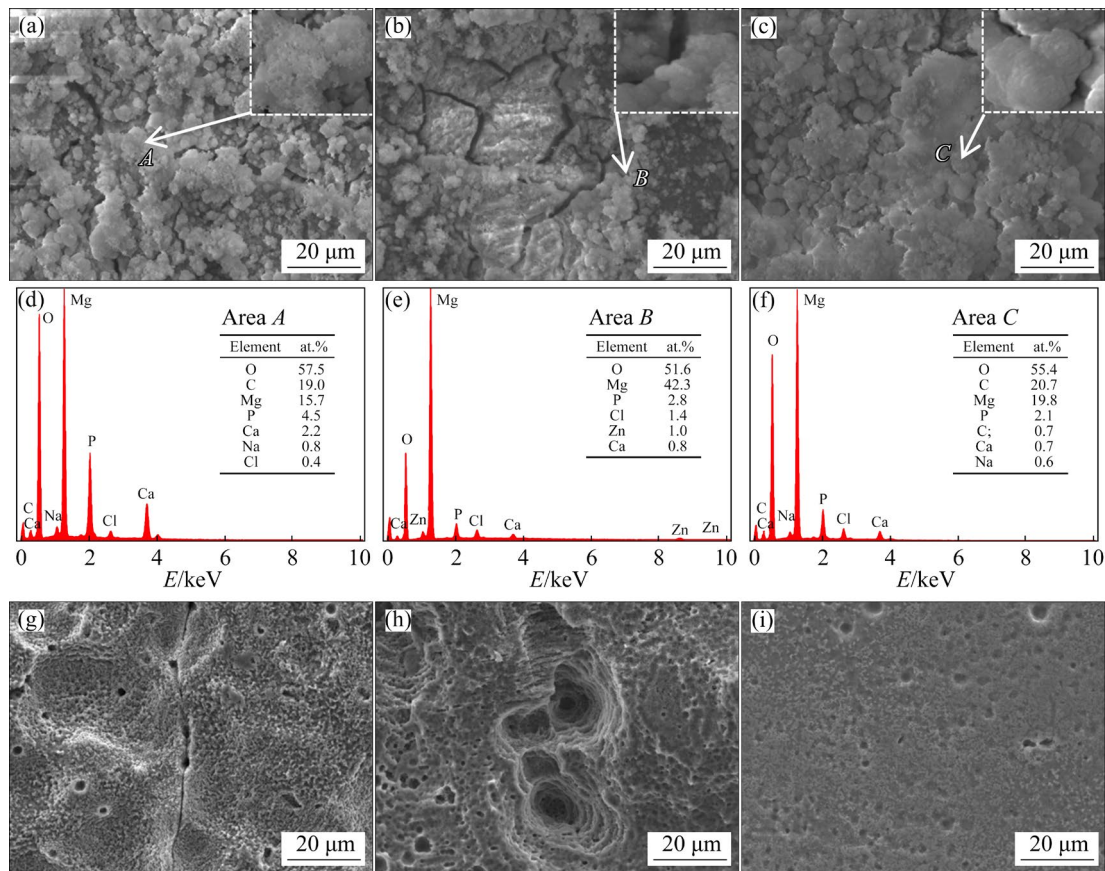 (a)
A
20 μm
(b)
B
20 μm
(c)
C
20 μm
(d)
O
Mg
P
Ca
C
Ca
Na
Cl
Area A
Element at.%
O 57.5
C 19.0
Mg 15.7
P 4.5
Ca 2.2
Na 0.8
Cl 0.4
0 2 4 6 8 10
E/keV
(e)
Mg
O
Ca
Zn
P
Cl
Ca
Zn
Zn
Area B
Element at.%
O 51.6
Mg 42.3
P 2.8
Cl 1.4
Zn 1.0
Ca 0.8
0 2 4 6 8 10
E/keV
(f)
Mg
O
C
Ca
Na
P
Cl
Ca
Area C
Element at.%
O 55.4
C 20.7
Mg 19.8
P 2.1
C; 0.7
Ca 0.7
Na 0.6
0 2 4 6 8 10
E/keV
(g)
20 μm
(h)
20 μm
(i)
20 μm